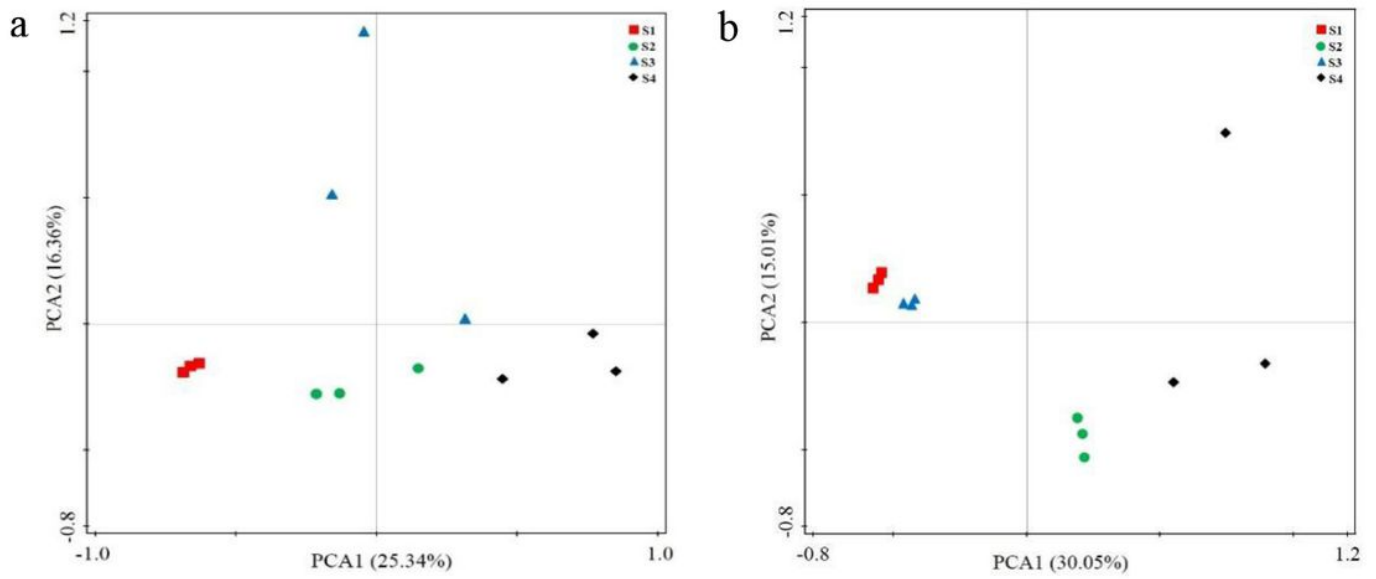 a
1.2
S1
S2
S3
S4
PCA2 (16.36%)
-0.8
-1.0
PCA1 (25.34%)
1.0
b
1.2
S1
S2
S3
S4
PCA2 (15.01%)
-0.8
-0.8
PCA1 (30.05%)
1.2